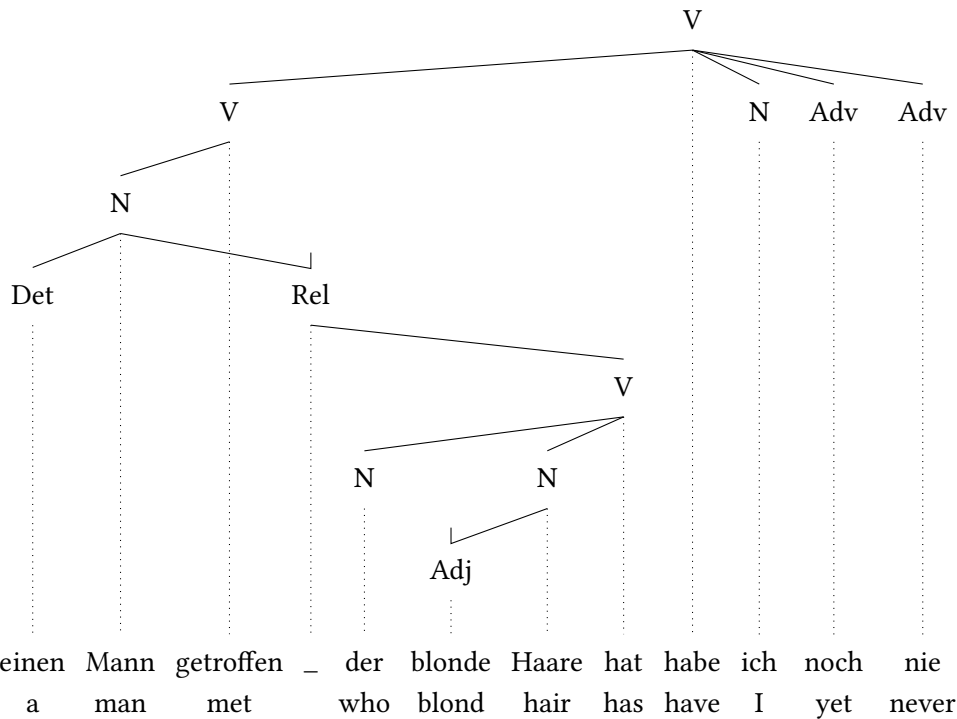 V
V N Adv Adv
N
Det Rel
V
N N
Adj
einen Mann getroffen _ der blonde Haare hat habe ich noch nie
a man met who blond hair has have I yet never